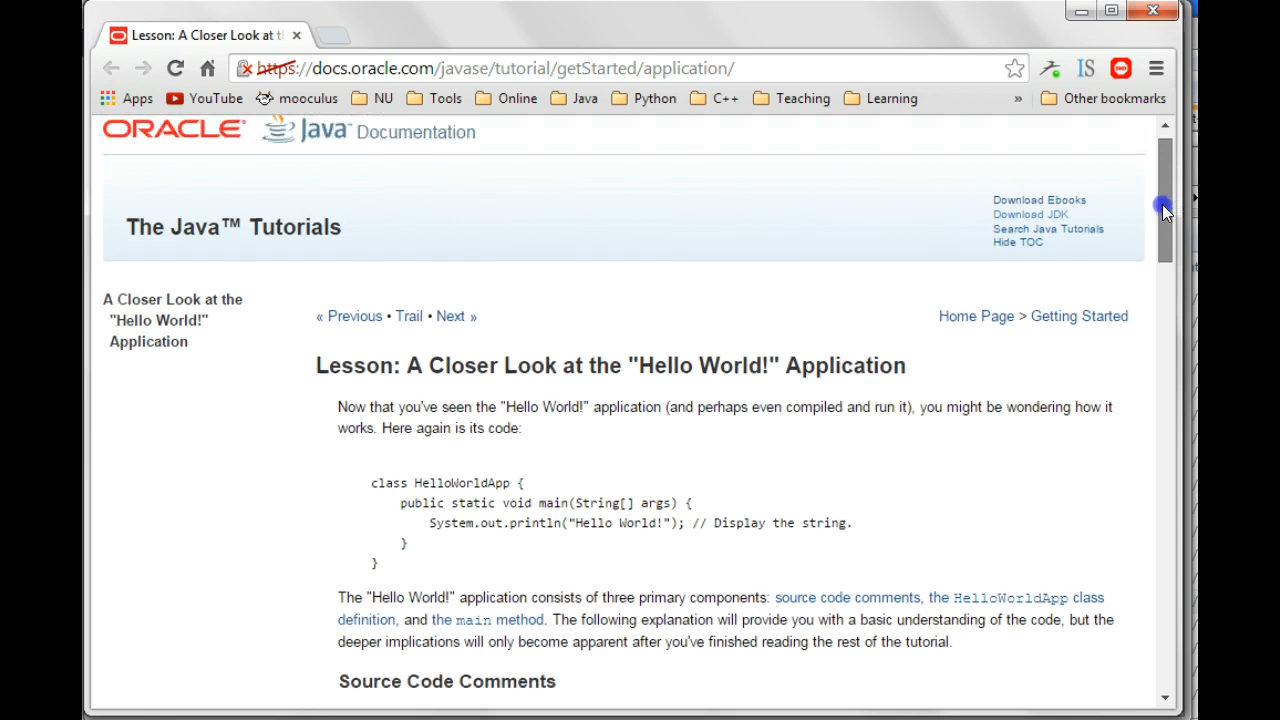 Lesson: A Closer Look at t
https://docs.oracle.com/javase/tutorial/getStarted/application/
IS
Apps YouTube mooculus NU Tools Online Java Python C++ Teaching Learning » Other bookmarks
ORACLE® Java™ Documentation
Download Ebooks
Download JDK
The Java™ Tutorials
Search Java Tutorials
Hide TOC
A Closer Look at the
"Hello World!"
Application
« Previous • Trail • Next »
Home Page > Getting Started
Lesson: A Closer Look at the "Hello World!" Application
Now that you've seen the "Hello World!" application (and perhaps even compiled and run it), you might be wondering how it
works. Here again is its code:
class HelloWorldApp {
public static void main(String[] args) {
System.out.println("Hello World!"); // Display the string.
}
}
The "Hello World!" application consists of three primary components: source code comments, the HelloWorldApp class
definition, and the main method. The following explanation will provide you with a basic understanding of the code, but the
deeper implications will only become apparent after you've finished reading the rest of the tutorial.
Source Code Comments